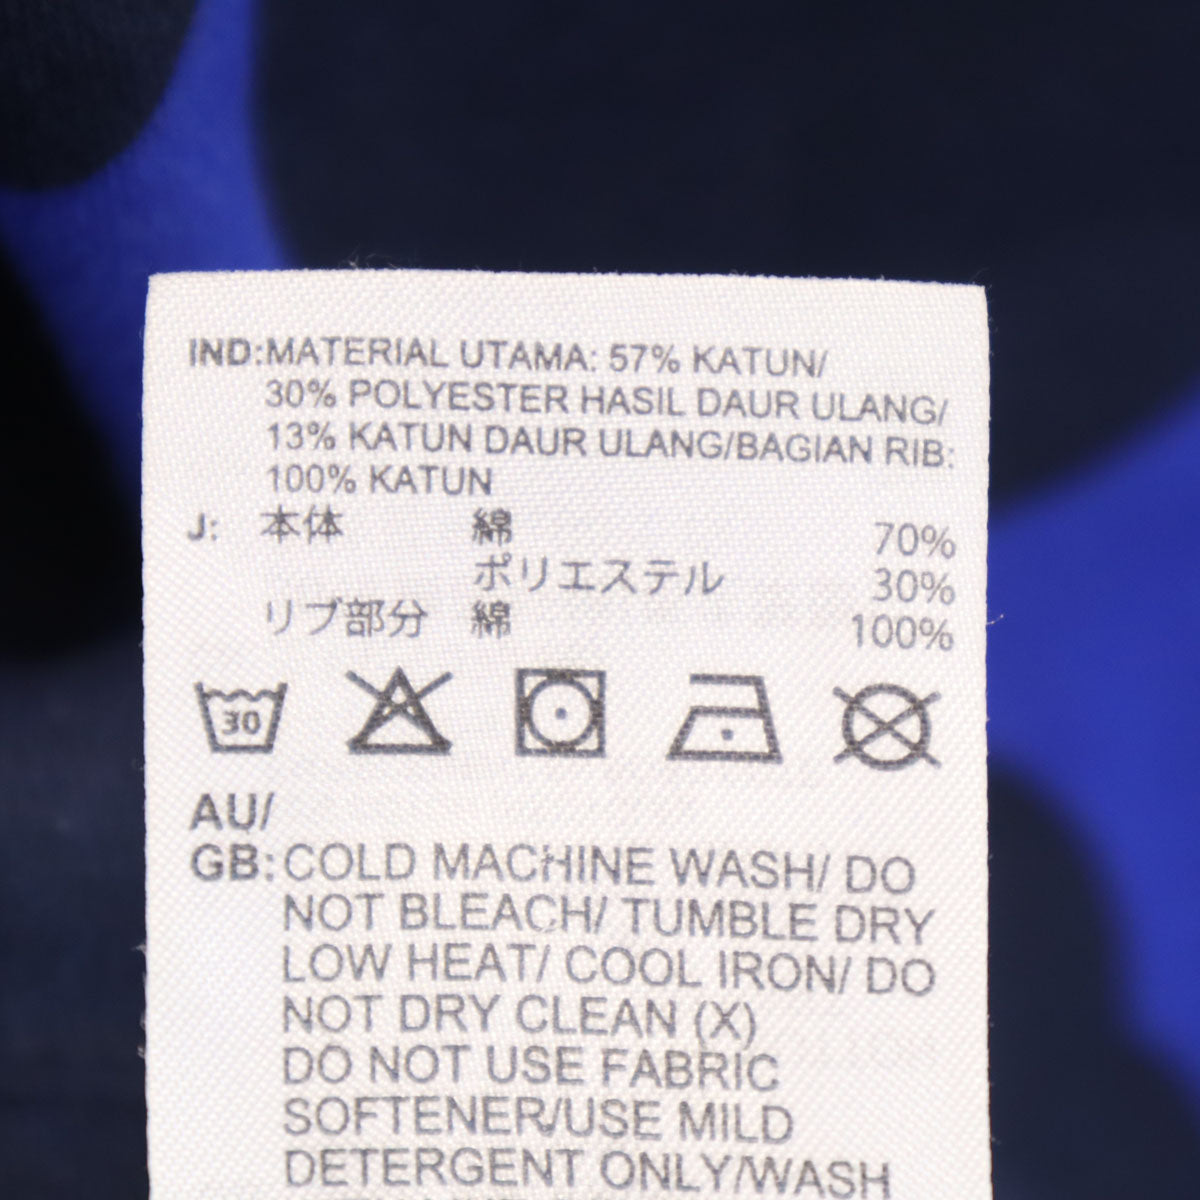 IND:MATERIAL UTAMA: 57% KATUN/
30% POLYESTER HASIL DAUR ULANG/
13% KATUN DAUR ULANG/BAGIAN RIB:
100% KATUN
J: 本体 綿 70%
ポリエステル 30%
リブ部分 綿 100%
30
AU/
GB:COLD MACHINE WASH/ DO
NOT BLEACH/ TUMBLE DRY
LOW HEAT/ COOL IRON/ DO
NOT DRY CLEAN (X)
DO NOT USE FABRIC
SOFTENER/USE MILD
DETERGENT ONLY/WASH